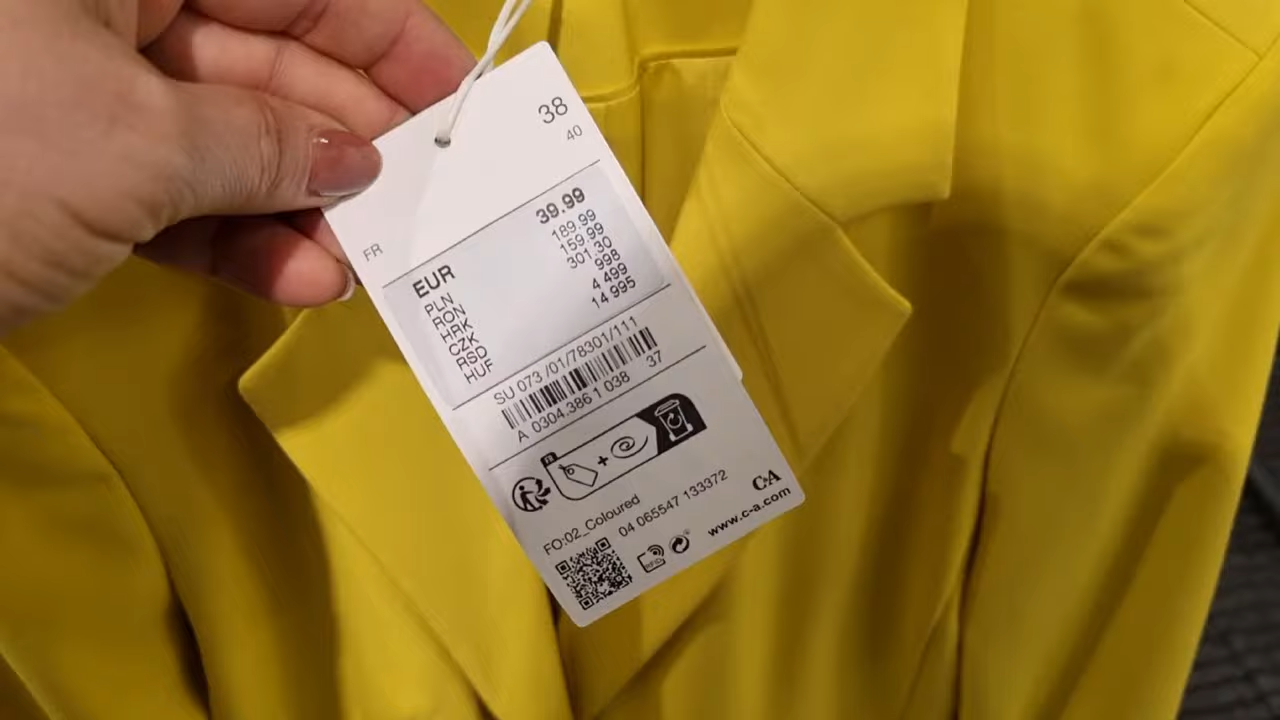 38
40
FR
EUR 39.99
PLN 189.99
RON 159.99
HRK 301.30
CZK 998
RSD 4 499
HUF 14 995
SU 073 /01/78301/111
A 0304.386 1 038 37
FR
FO:02_Coloured
04 065547 133372
C&A
www.c-a.com
RFID